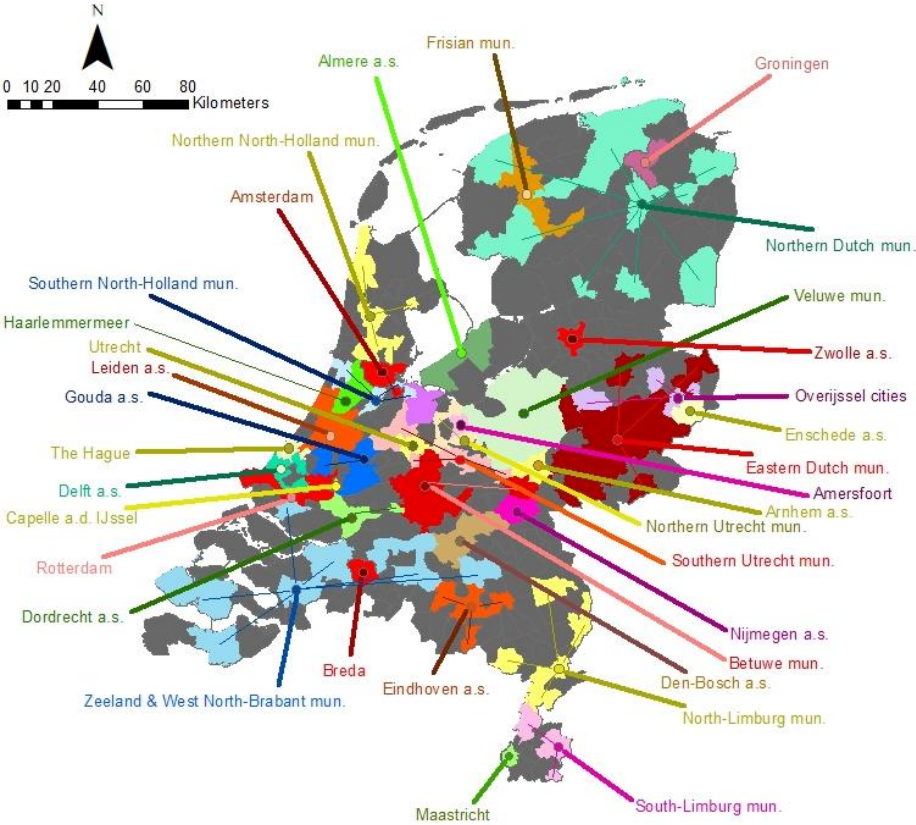 N
0 10 20 40 60 80
Kilometers
Frisian mun.
Almere a.s.
Groningen
Northern North-Holland mun.
Amsterdam
Northern Dutch mun.
Southern North-Holland mun.
Veluwe mun.
Haarlemmermeer
Utrecht
Zwolle a.s.
Leiden a.s.
Gouda a.s.
Overijssel cities
Enschede a.s.
The Hague
Eastern Dutch mun.
Delft a.s.
Amersfoort
Capelle a.d. IJssel
Arnhem a.s.
Northern Utrecht mun.
Rotterdam
Southern Utrecht mun.
Dordrecht a.s.
Nijmegen a.s.
Breda
Betuwe mun.
Eindhoven a.s.
Den-Bosch a.s.
Zeeland & West North-Brabant mun.
North-Limburg mun.
South-Limburg mun.
Maastricht